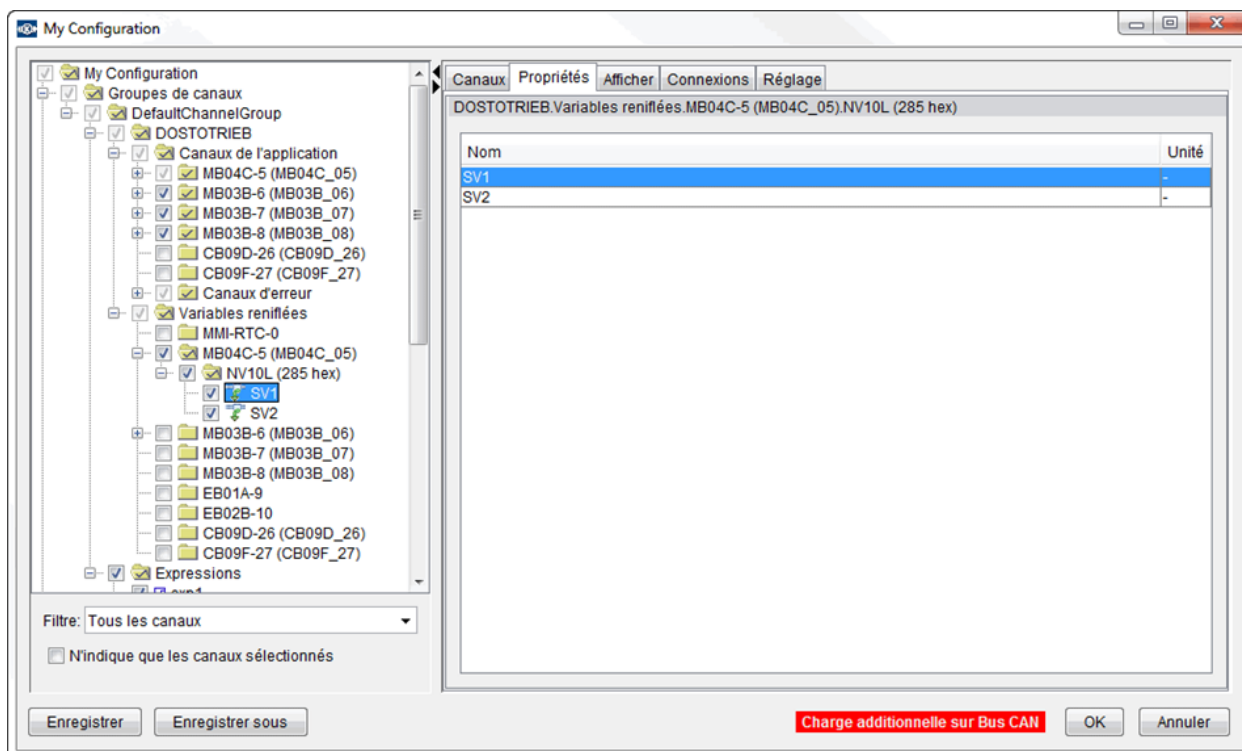 My Configuration
My Configuration
Groupes de canaux
DefaultChannelGroup
DOSTOTRIEB
Canaux de l'application
MB04C-5 (MB04C_05)
MB03B-6 (MB03B_06)
MB03B-7 (MB03B_07)
MB03B-8 (MB03B_08)
CB09D-26 (CB09D_26)
CB09F-27 (CB09F_27)
Canaux d'erreur
Variables reniflées
MMI-RTC-0
MB04C-5 (MB04C_05)
NV10L (285 hex)
SV1
SV2
MB03B-6 (MB03B_06)
MB03B-7 (MB03B_07)
MB03B-8 (MB03B_08)
EB01A-9
EB02B-10
CB09D-26 (CB09D_26)
CB09F-27 (CB09F_27)
Expressions
exp1
Filtre: Tous les canaux
N'indique que les canaux sélectionnés
Canaux Propriétés Afficher Connexions Réglage
DOSTOTRIEB.Variables reniflées.MB04C-5 (MB04C_05).NV10L (285 hex)
Nom Unité
SV1 -
SV2 -
Enregistrer Enregistrer sous Charge additionnelle sur Bus CAN OK Annuler